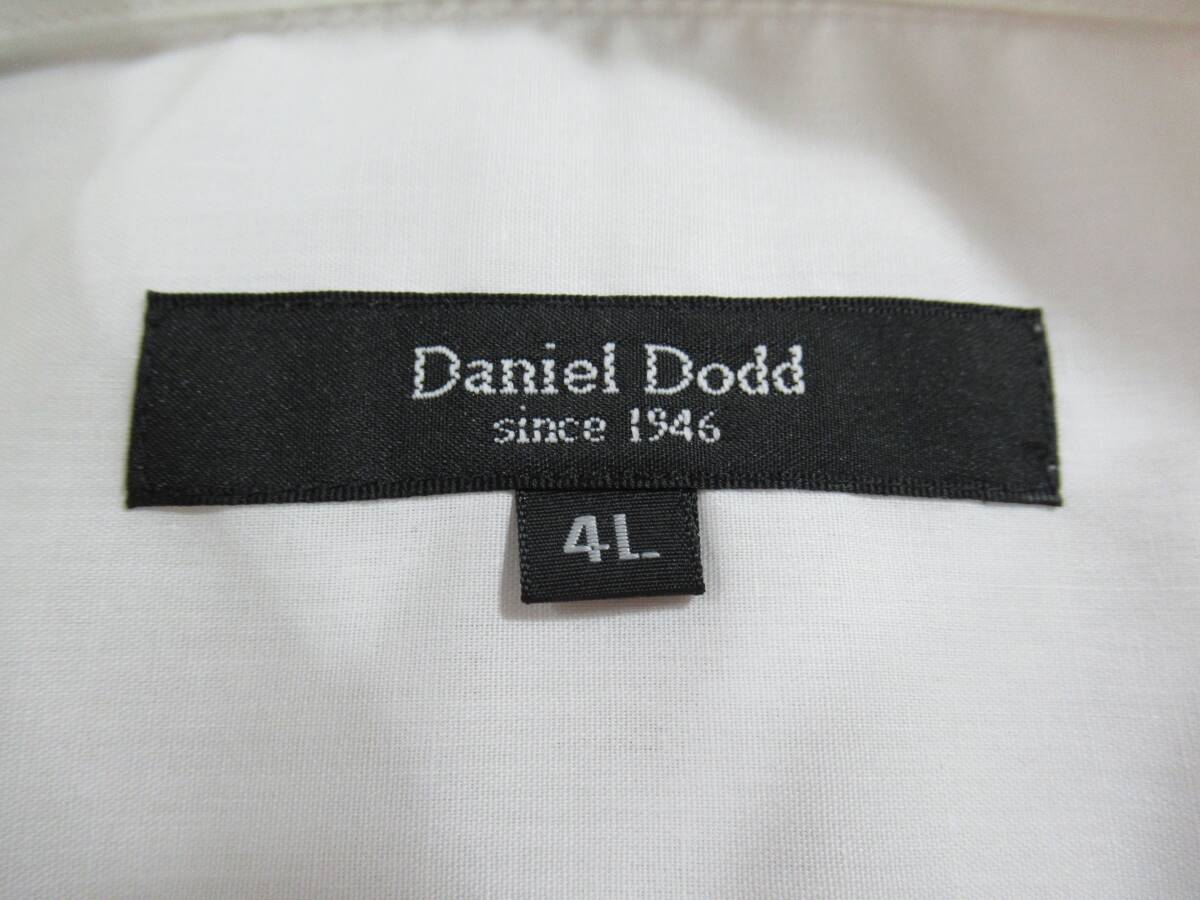 Daniel Dodd
since 1946
4L